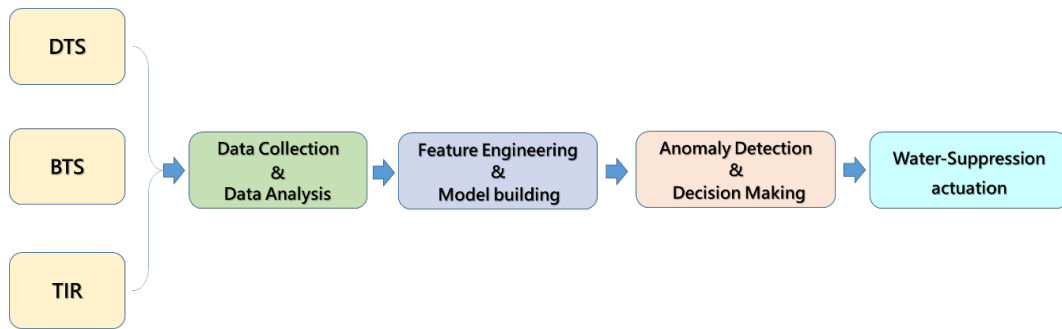 DTS
BTS
TIR
Data Collection
&
Data Analysis
Feature Engineering
&
Model building
Anomaly Detection
&
Decision Making
Water-Suppression
actuation